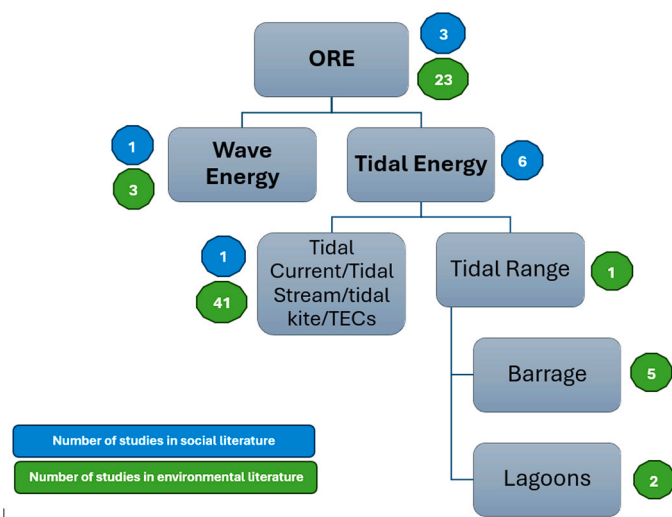 3
ORE
23
1
Wave
Energy
3
Tidal Energy
6
1
Tidal
Current/Tidal
Stream/tidal
kite/TECs
41
Tidal Range
1
Barrage
5
Number of studies in social literature
Number of studies in environmental literature
Lagoons
2